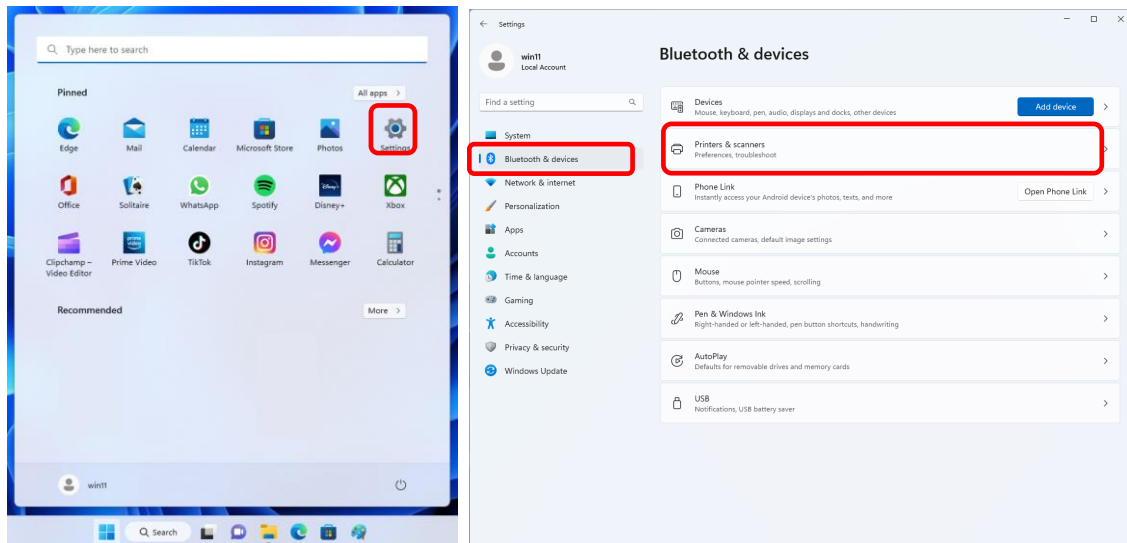 Type here to search
Pinned
All apps >
Edge
Mail
Calendar
Microsoft Store
Photos
Settings
Office
Solitaire
WhatsApp
Spotify
Disney+
Xbox
Clipchamp –
Video Editor
Prime Video
TikTok
Instagram
Messenger
Calculator
Recommended
More >
win11
Search
Settings
win11
Local Account
Find a setting
System
Bluetooth & devices
Network & internet
Personalization
Apps
Accounts
Time & language
Gaming
Accessibility
Privacy & security
Windows Update
Bluetooth & devices
Devices
Mouse, keyboard, pen, audio, displays and docks, other devices
Add device
Printers & scanners
Preferences, troubleshoot
Phone Link
Instantly access your Android device's photos, texts, and more
Open Phone Link
Cameras
Connected cameras, default image settings
Mouse
Buttons, mouse pointer speed, scrolling
Pen & Windows Ink
Right-handed or left-handed, pen button shortcuts, handwriting
AutoPlay
Defaults for removable drives and memory cards
USB
Notifications, USB battery saver